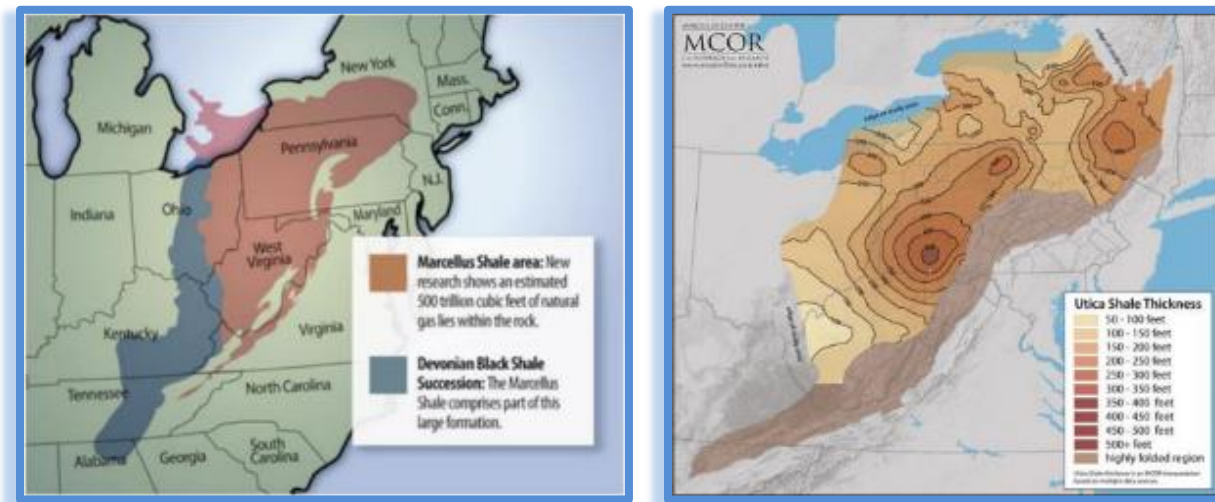 New York
Mass.
Conn.
Michigan
Pennsylvania
N.J.
Ohio
Indiana
Maryland
West
Virginia
Kentucky
Virginia
Tennessee
North Carolina
South
Carolina
Alabama
Georgia
Marcellus Shale area: New
research shows an estimated
500 trillion cubic feet of natural
gas lies within the rock.
Devonian Black Shale
Succession: The Marcellus
Shale comprises part of this
large formation.
MCOR
edge of study area
Utica Shale Thickness
50 - 100 feet
100 - 150 feet
150 - 200 feet
200 - 250 feet
250 - 300 feet
300 - 350 feet
350 - 400 feet
400 - 450 feet
450 - 500 feet
500+ feet
highly folded region